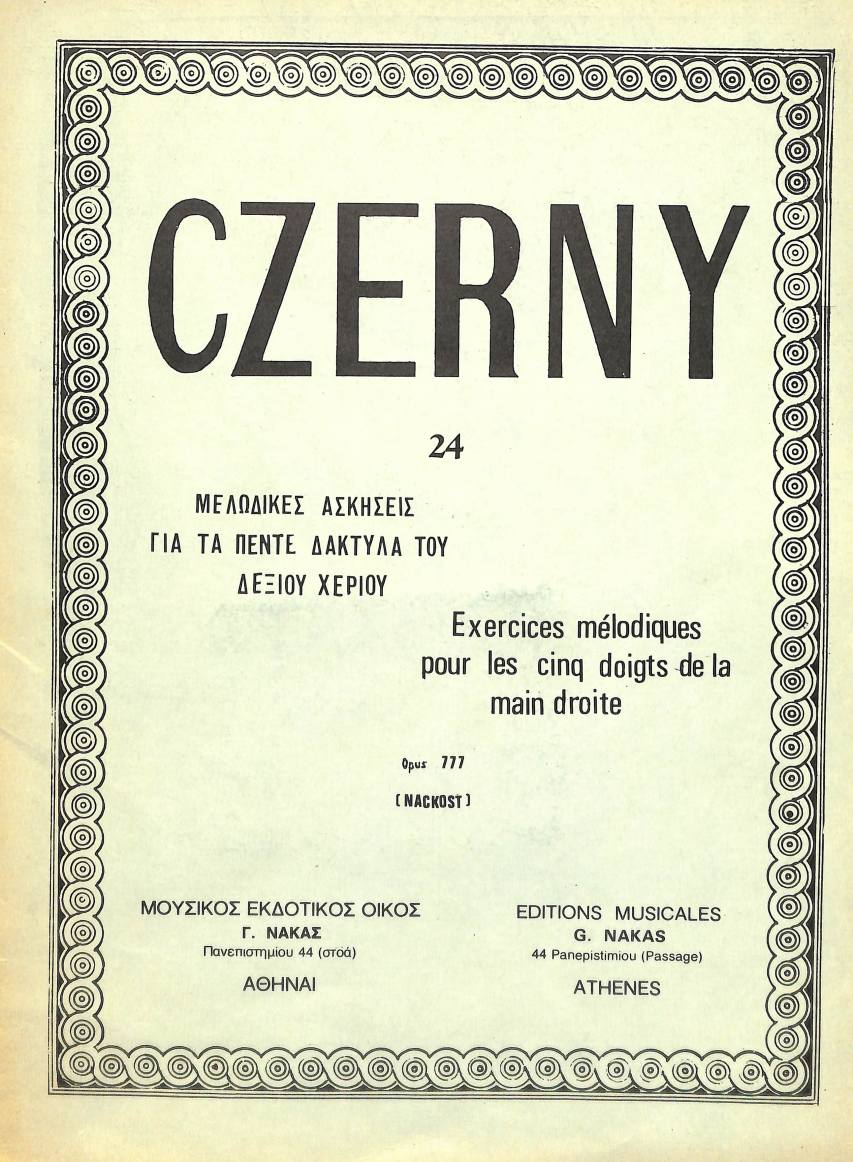 CZERNY
24
ΜΕΛΩΔΙΚΕΣ ΑΣΚΗΣΕΙΣ
ΓΙΑ ΤΑ ΠΕΝΤΕ ΔΑΚΤΥΛΑ ΤΟΥ
ΔΕΞΙΟΥ ΧΕΡΙΟΥ
Exercices mélodiques
pour les cinq doigts de la
main droite
Opus 777
(NACKOST)
ΜΟΥΣΙΚΟΣ ΕΚΔΟΤΙΚΟΣ ΟΙΚΟΣ
Γ. ΝΑΚΑΣ
Πανεπιστημίου 44 (στοά)
ΑΘΗΝΑΙ
EDITIONS MUSICALES
G. NAKAS
44 Panepistimiou (Passage)
ATHENES